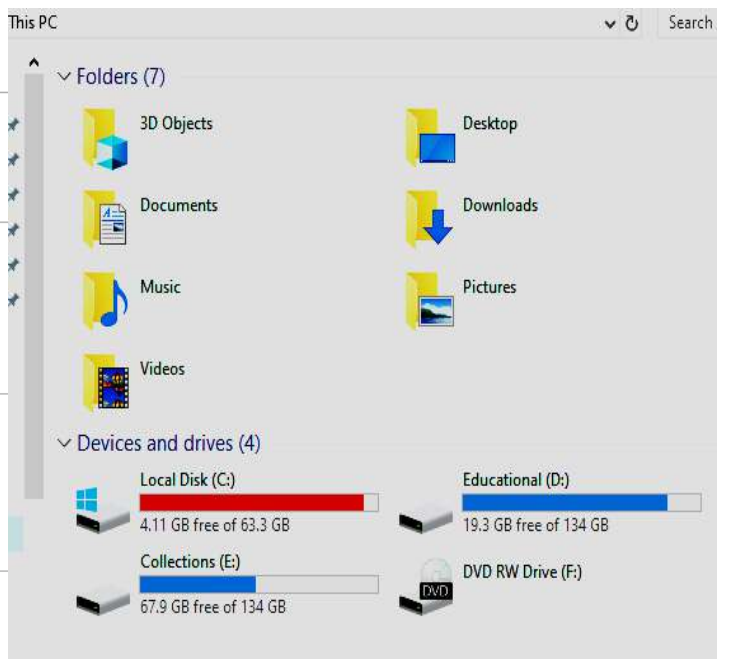 This PC
Search
Folders (7)
3D Objects
Desktop
Documents
Downloads
Music
Pictures
Videos
Devices and drives (4)
Local Disk (C:)
4.11 GB free of 63.3 GB
Educational (D:)
19.3 GB free of 134 GB
Collections (E:)
67.9 GB free of 134 GB
DVD RW Drive (F:)
DVD